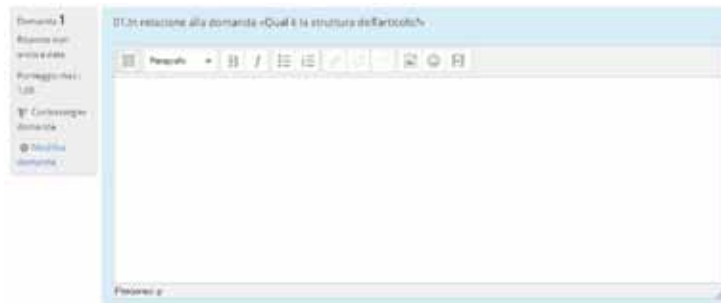 Domanda 1
Risposta non
ancora data
Punteggio max.:
1,00
Contrassegna
domanda
Modifica
domanda
01.In relazione alla domanda «Qual è la struttura dell'articolo?»
Paragrafo
B I
Percorso: p